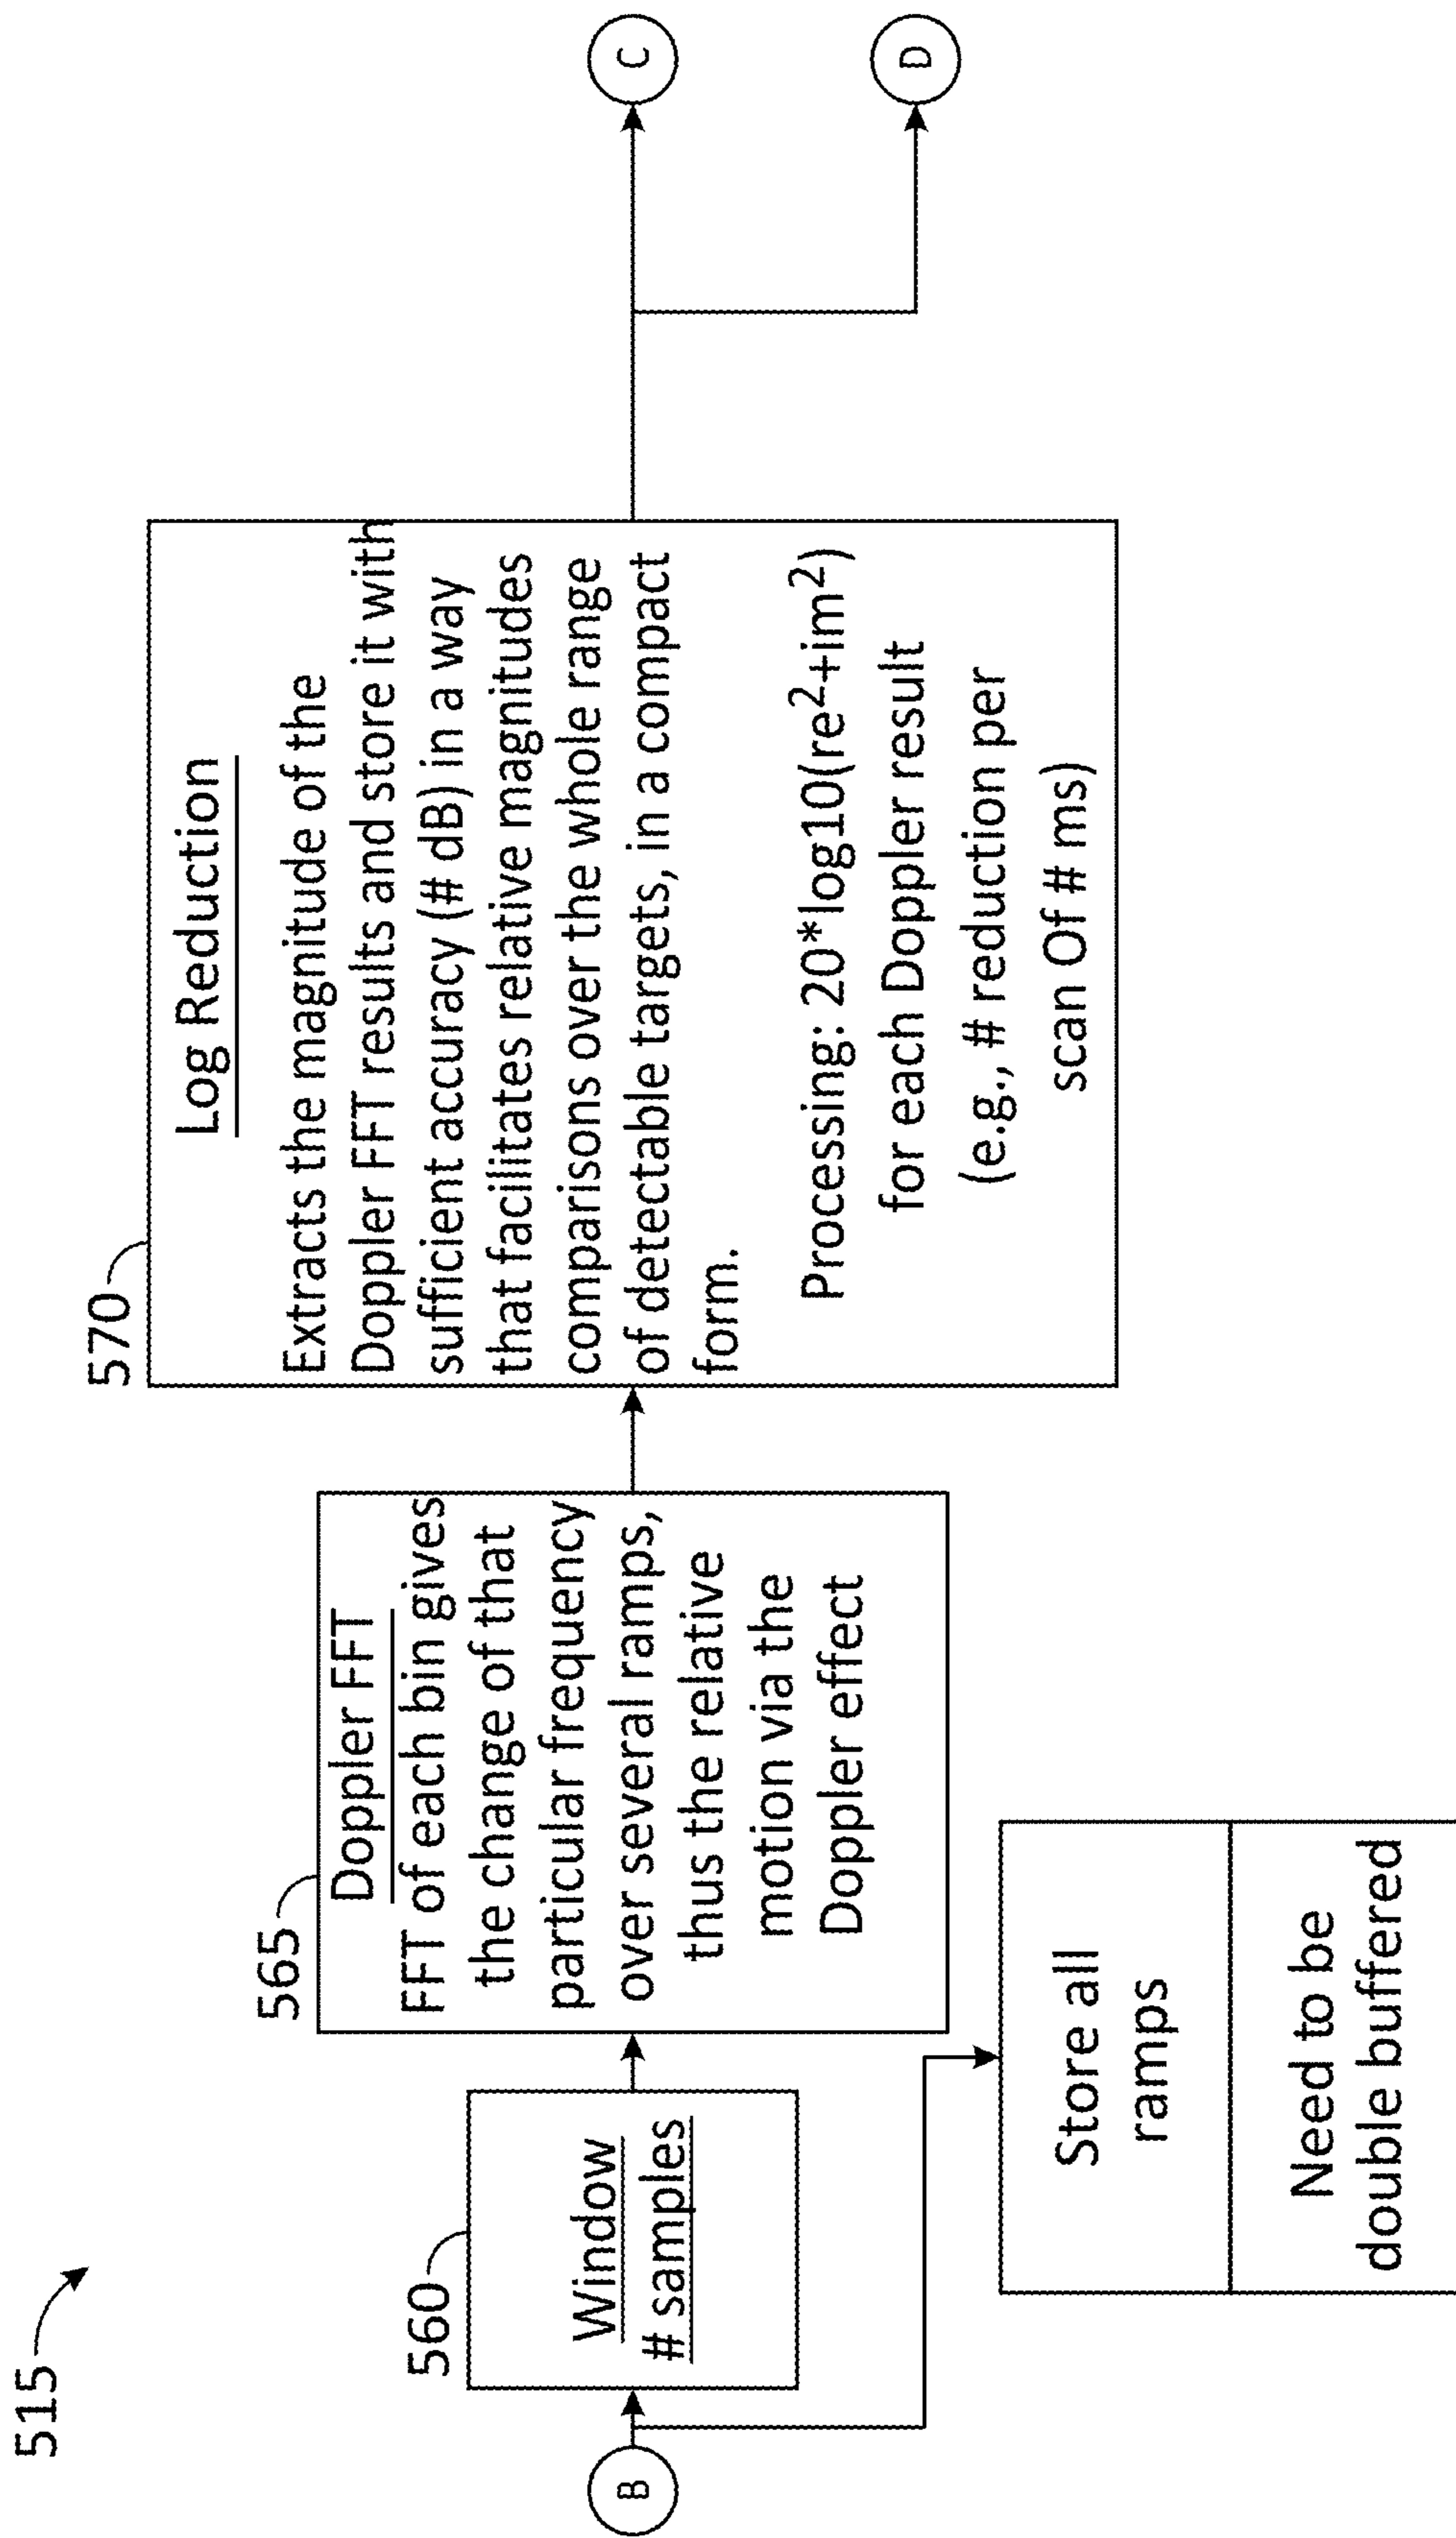 515
B
560
Window
# samples
Store all
ramps
Need to be
double buffered
565
Doppler FFT
FFT of each bin gives
the change of that
particular frequency
over several ramps,
thus the relative
motion via the
Doppler effect
570
Log Reduction
Extracts the magnitude of the
Doppler FFT results and store it with
sufficient accuracy (# dB) in a way
that facilitates relative magnitudes
comparisons over the whole range
of detectable targets, in a compact
form.
Processing: 20*log10(re²+im²)
for each Doppler result
(e.g., # reduction per
scan Of # ms)
C
D